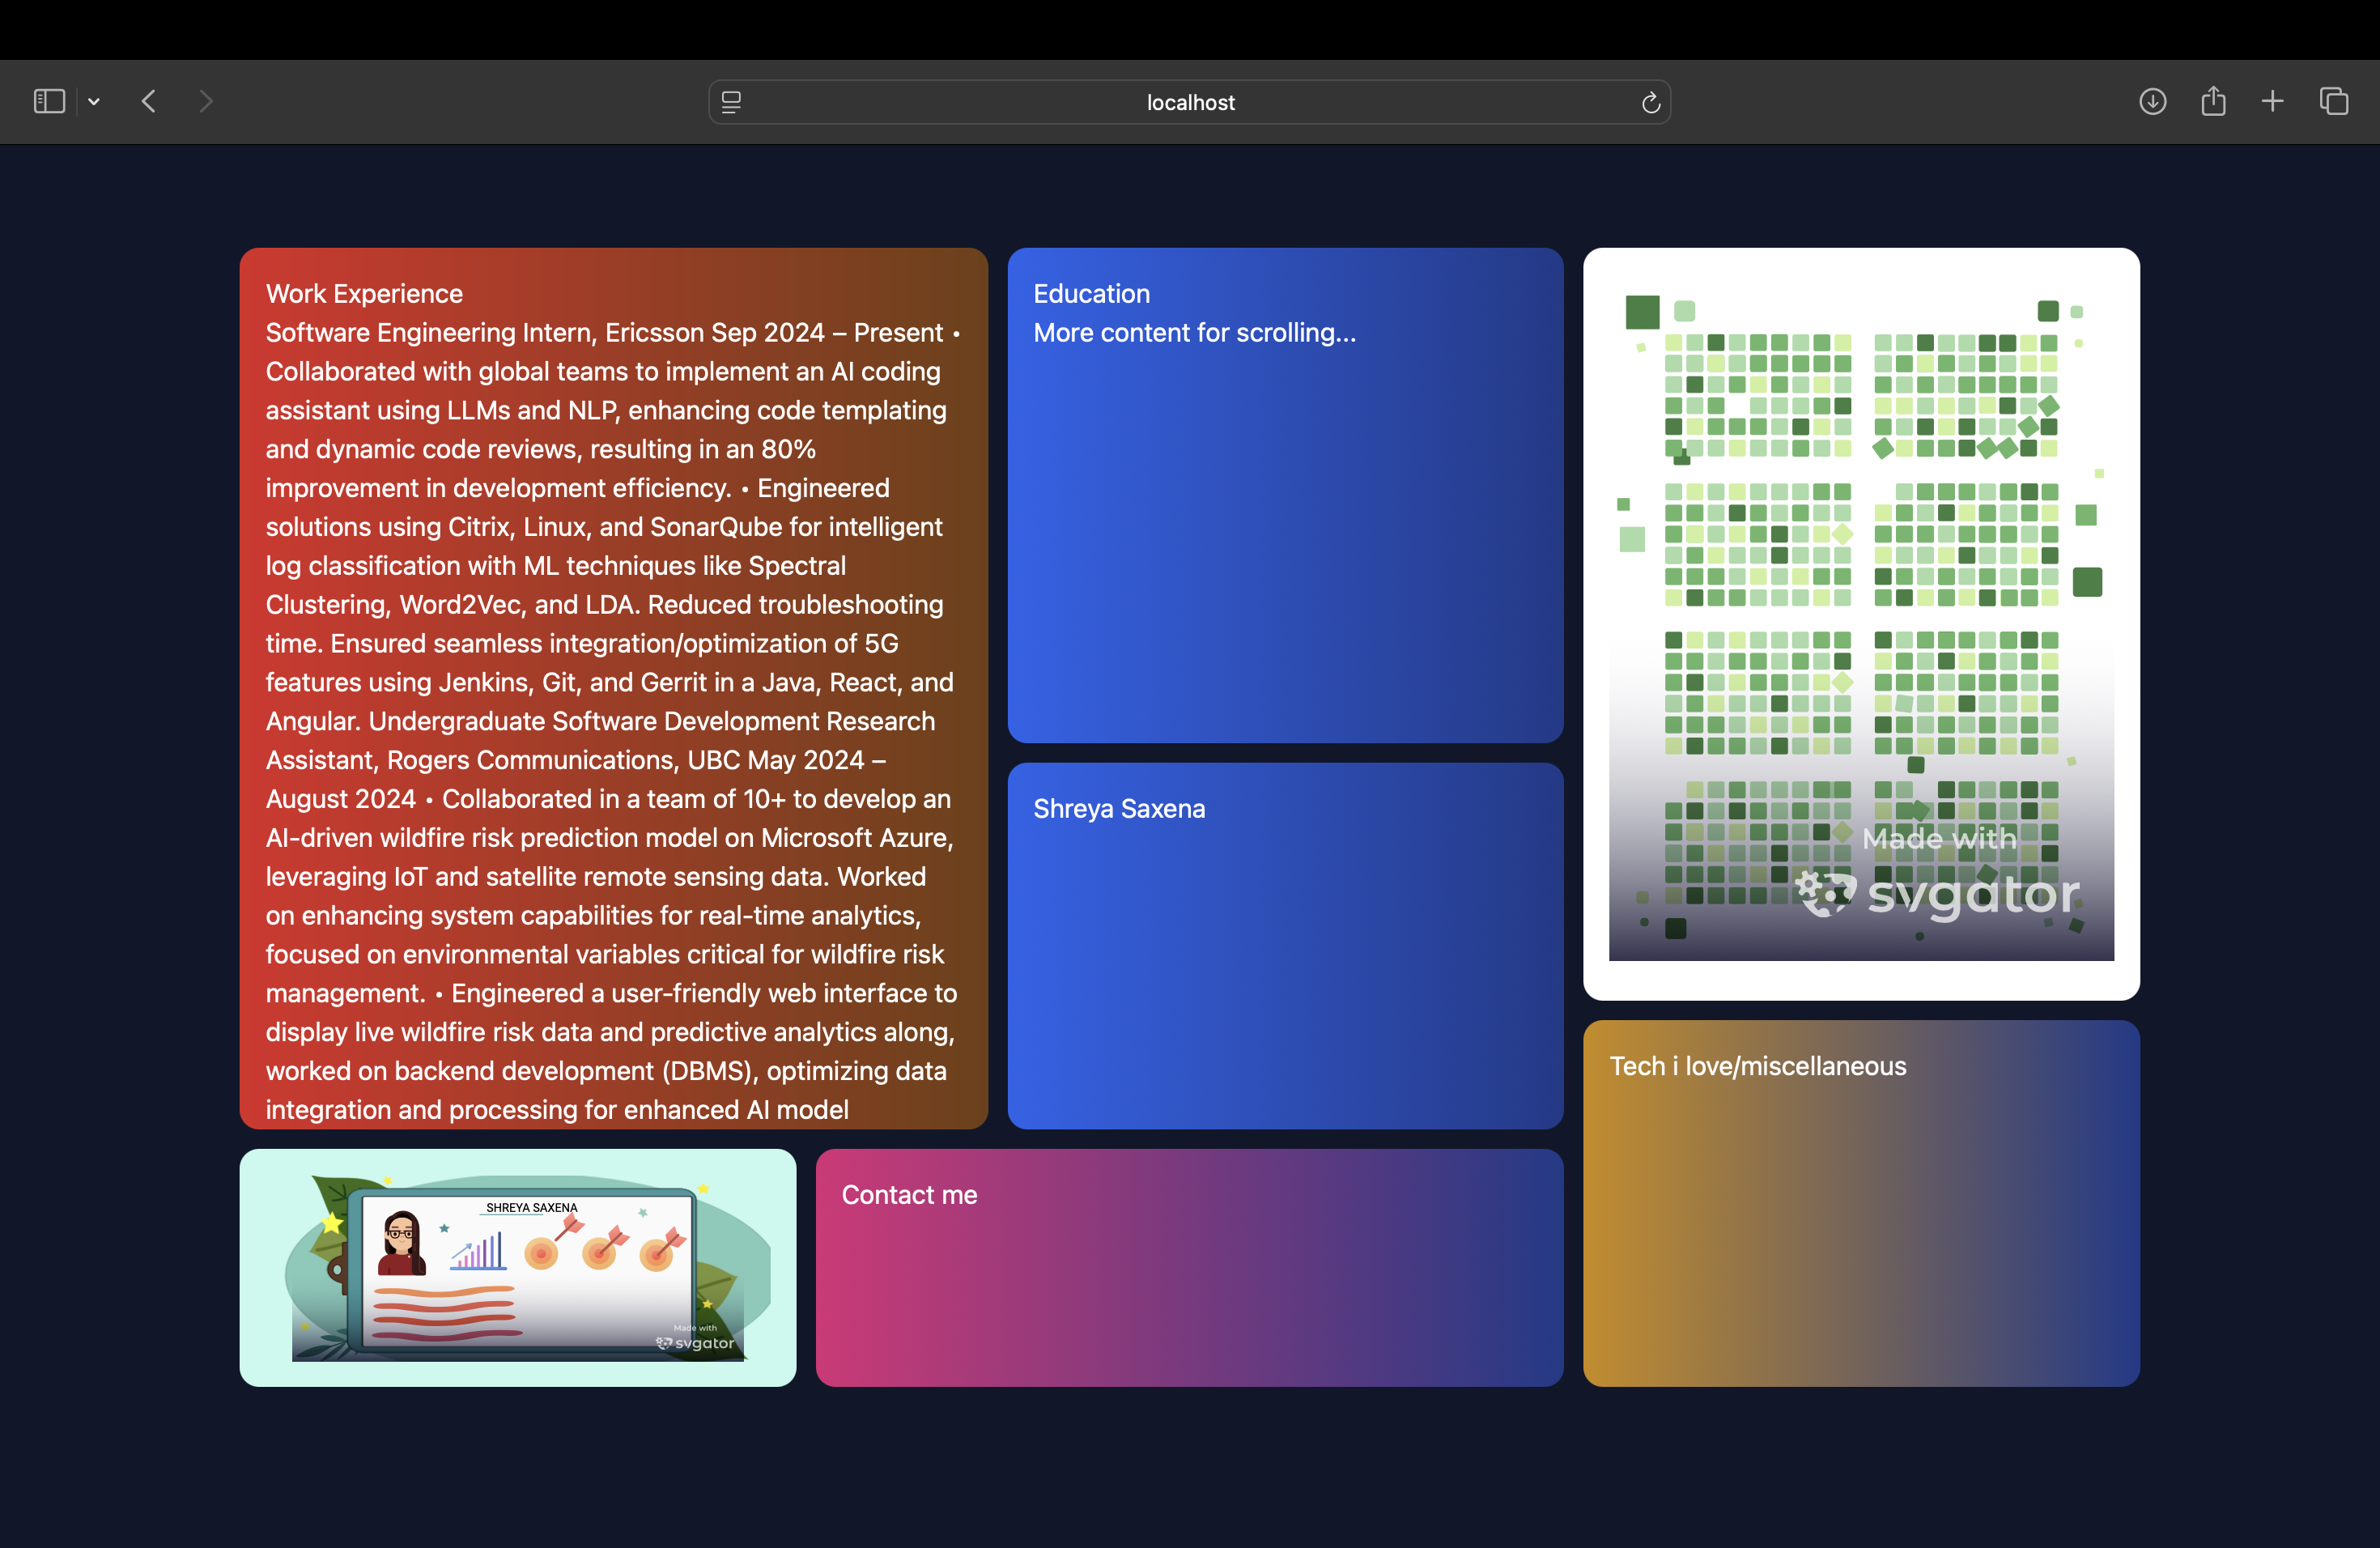 localhost
Work Experience
Software Engineering Intern, Ericsson Sep 2024 – Present •
Collaborated with global teams to implement an AI coding
assistant using LLMs and NLP, enhancing code templating
and dynamic code reviews, resulting in an 80%
improvement in development efficiency. • Engineered
solutions using Citrix, Linux, and SonarQube for intelligent
log classification with ML techniques like Spectral
Clustering, Word2Vec, and LDA. Reduced troubleshooting
time. Ensured seamless integration/optimization of 5G
features using Jenkins, Git, and Gerrit in a Java, React, and
Angular. Undergraduate Software Development Research
Assistant, Rogers Communications, UBC May 2024 –
August 2024 • Collaborated in a team of 10+ to develop an
AI-driven wildfire risk prediction model on Microsoft Azure,
leveraging IoT and satellite remote sensing data. Worked
on enhancing system capabilities for real-time analytics,
focused on environmental variables critical for wildfire risk
management. • Engineered a user-friendly web interface to
display live wildfire risk data and predictive analytics along,
worked on backend development (DBMS), optimizing data
integration and processing for enhanced AI model
Education
More content for scrolling...
Shreya Saxena
Made with
svgator
Tech i love/miscellaneous
SHREYA SAXENA
Made with
svgator
Contact me